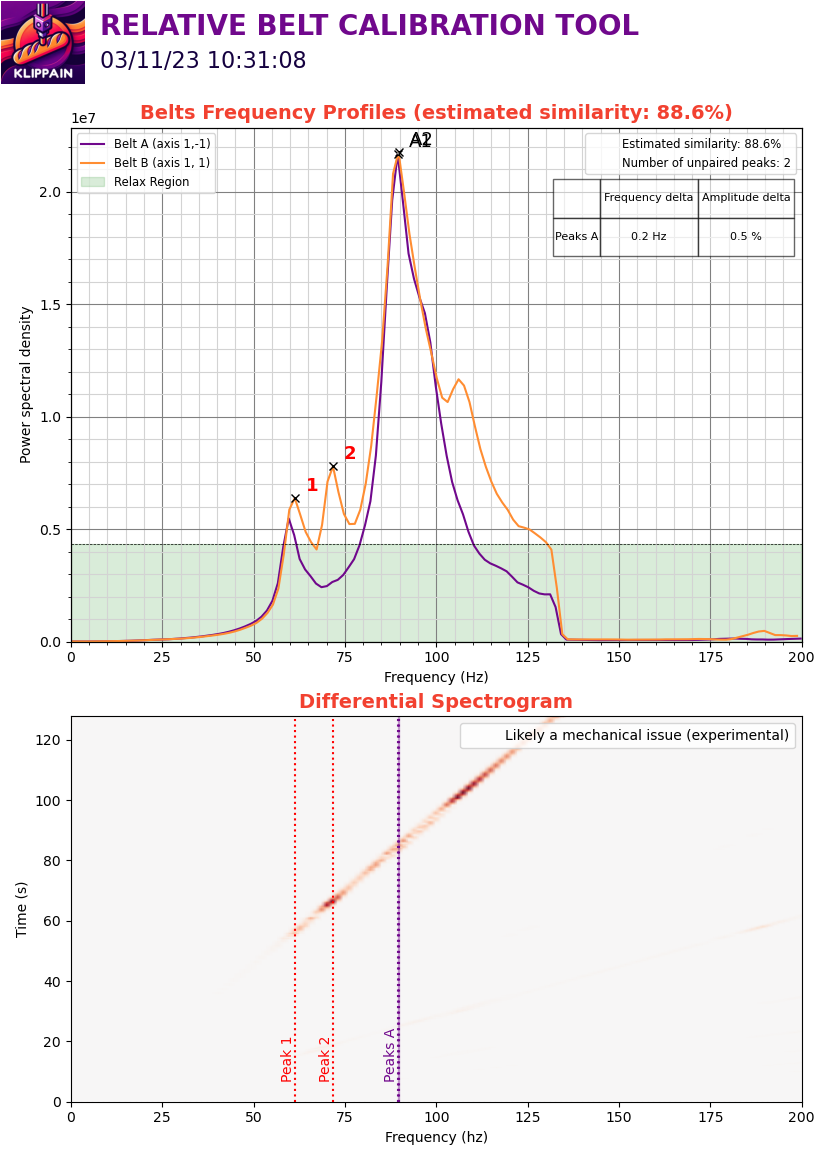 KLIPPAIN
RELATIVE BELT CALIBRATION TOOL
03/11/23 10:31:08
Belts Frequency Profiles (estimated similarity: 88.6%)
1e7
Belt A (axis 1,-1)
Belt B (axis 1, 1)
Relax Region
Estimated similarity: 88.6%
Number of unpaired peaks: 2
Frequency delta Amplitude delta
Peaks A 0.2 Hz 0.5 %
A2
1
2
Power spectral density
2.0
1.5
1.0
0.5
0.0
0 25 50 75 100 125 150 175 200
Frequency (Hz)
Differential Spectrogram
Likely a mechanical issue (experimental)
Time (s)
120
100
80
60
40
20
0
Peak 1
Peak 2
Peaks A
0 25 50 75 100 125 150 175 200
Frequency (hz)